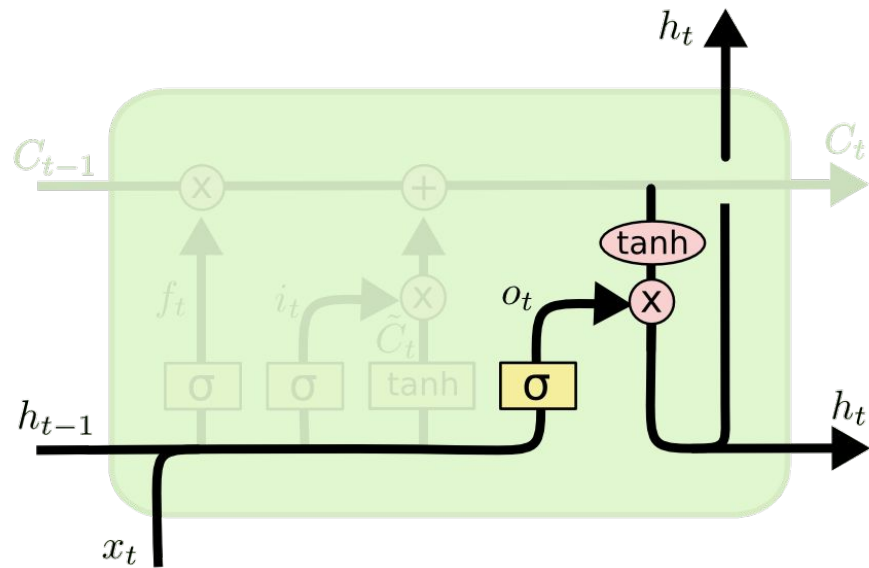 h_t
C_{t-1}
C_t
x
+
tanh
f_t
i_t
x
o_t
x
C̃_t
σ
σ
tanh
σ
h_{t-1}
h_t
x_t